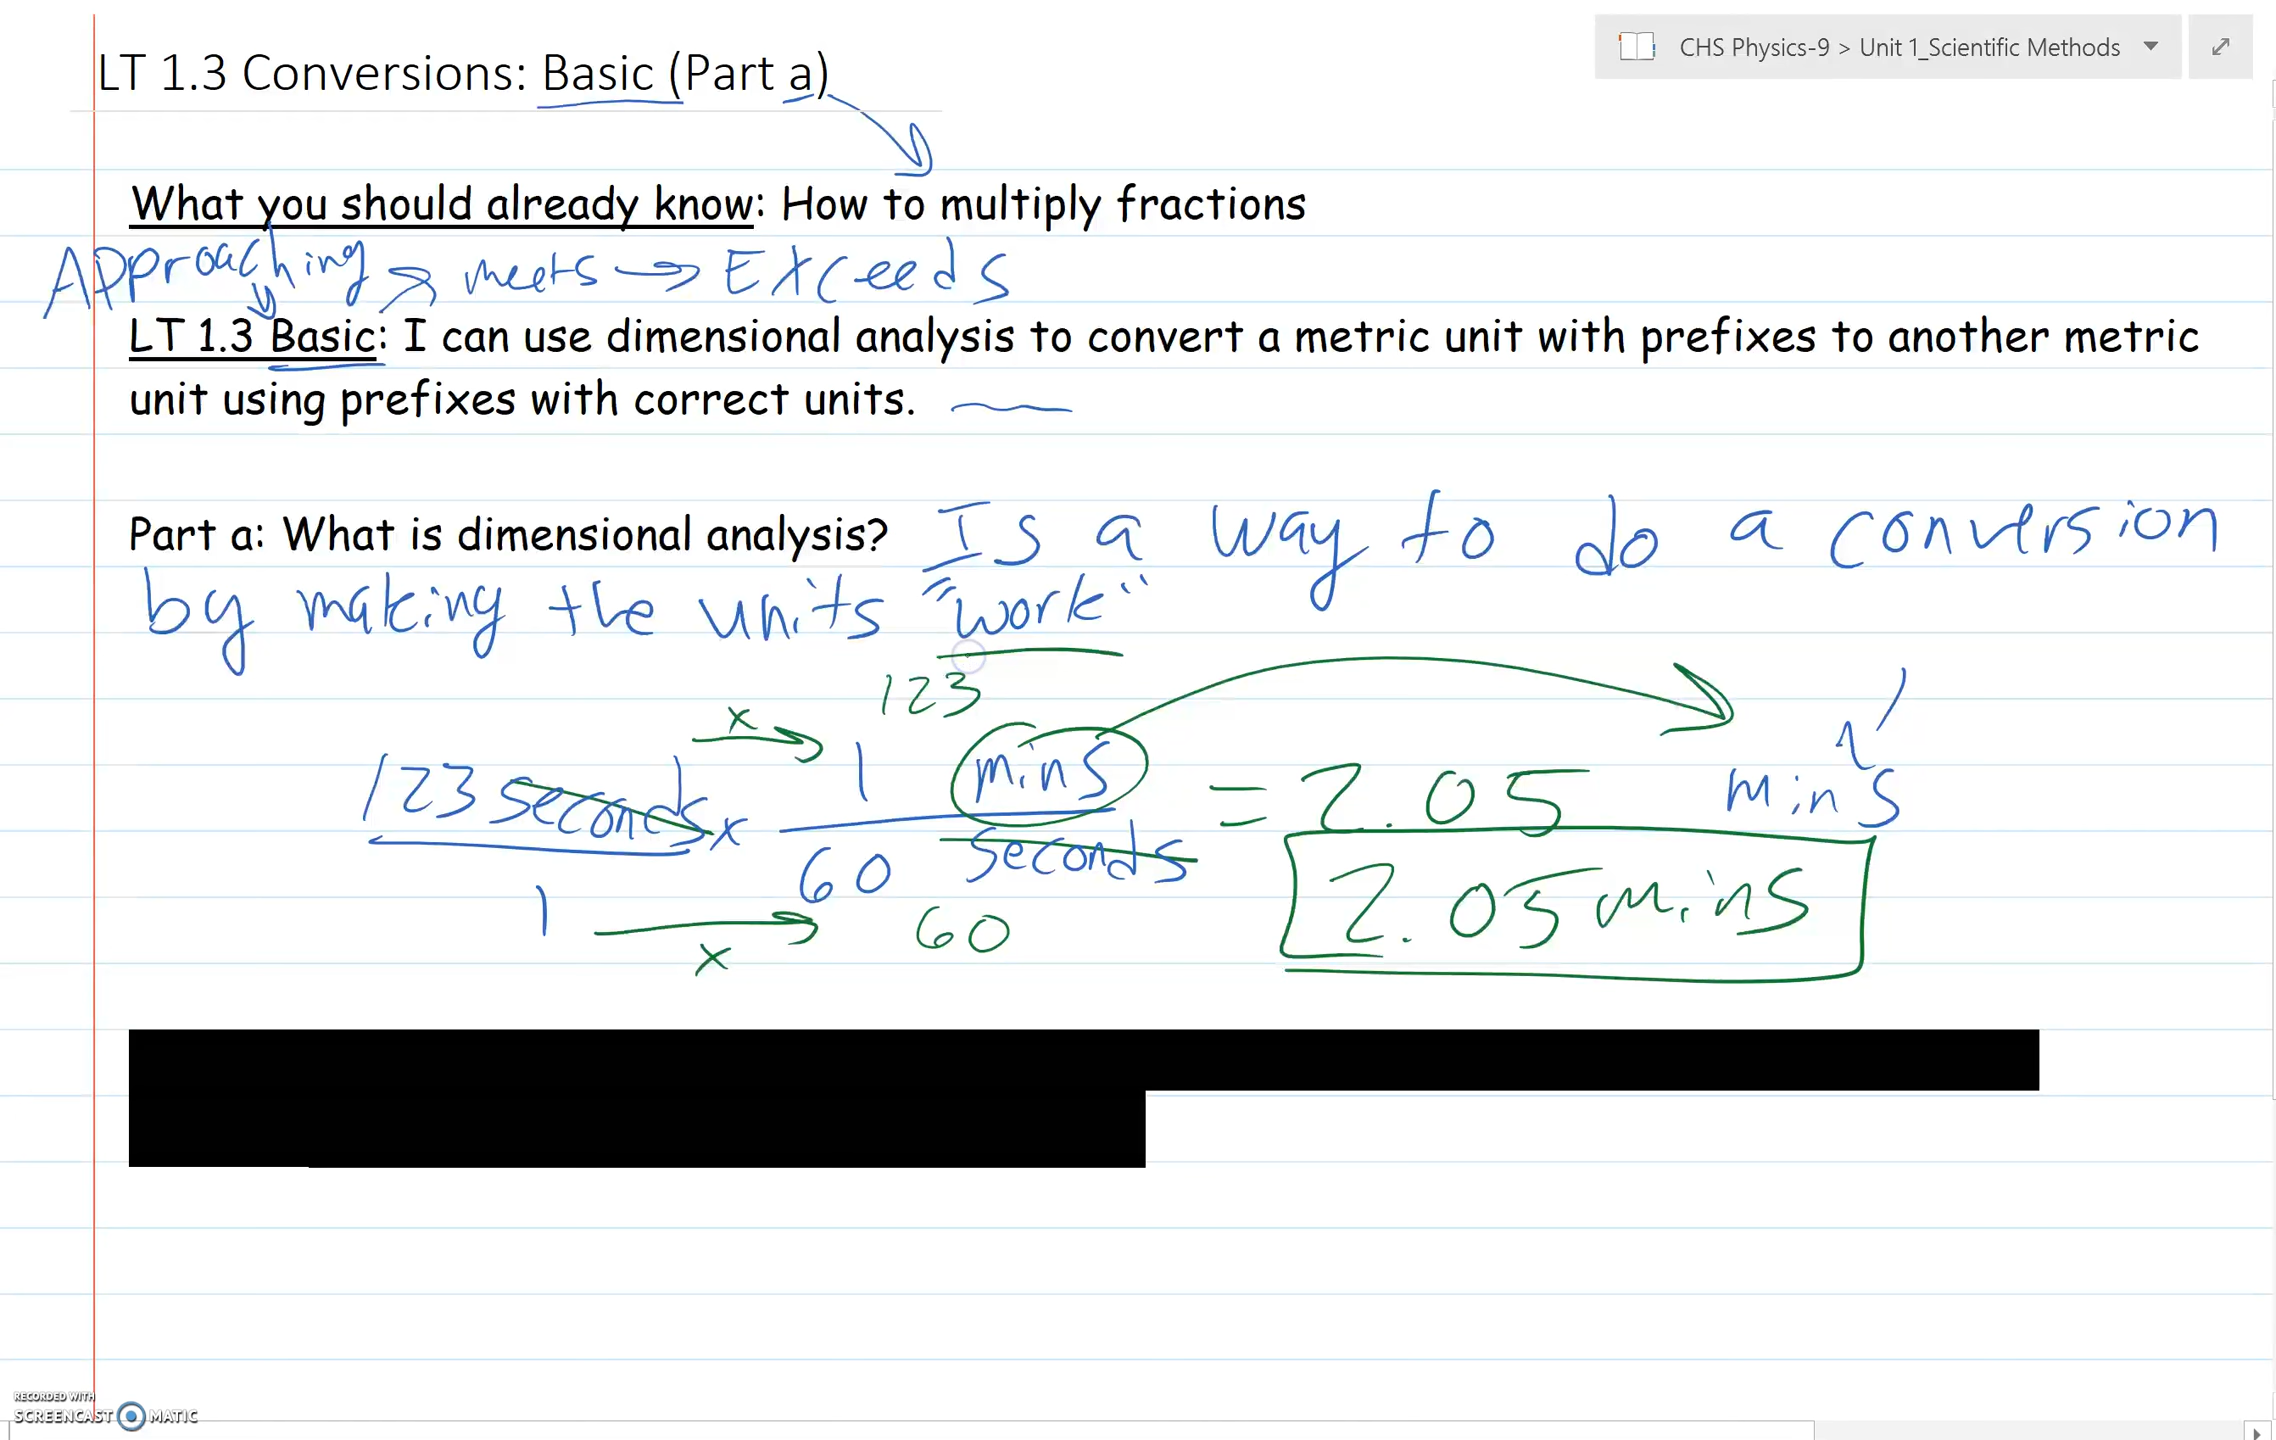 LT 1.3 Conversions: Basic (Part a)
CHS Physics-9 > Unit 1_Scientific Methods
What you should already know: How to multiply fractions
Approaching → meets → Exceeds
LT 1.3 Basic: I can use dimensional analysis to convert a metric unit with prefixes to another metric
unit using prefixes with correct units.
Part a: What is dimensional analysis? Is a way to do a conversion
by making the units "work"
x 123
123 seconds x 1 mins = 2.05 mins
1 60 seconds 2.05 mins
x 60
RECORDED WITH
SCREENCAST MATIC